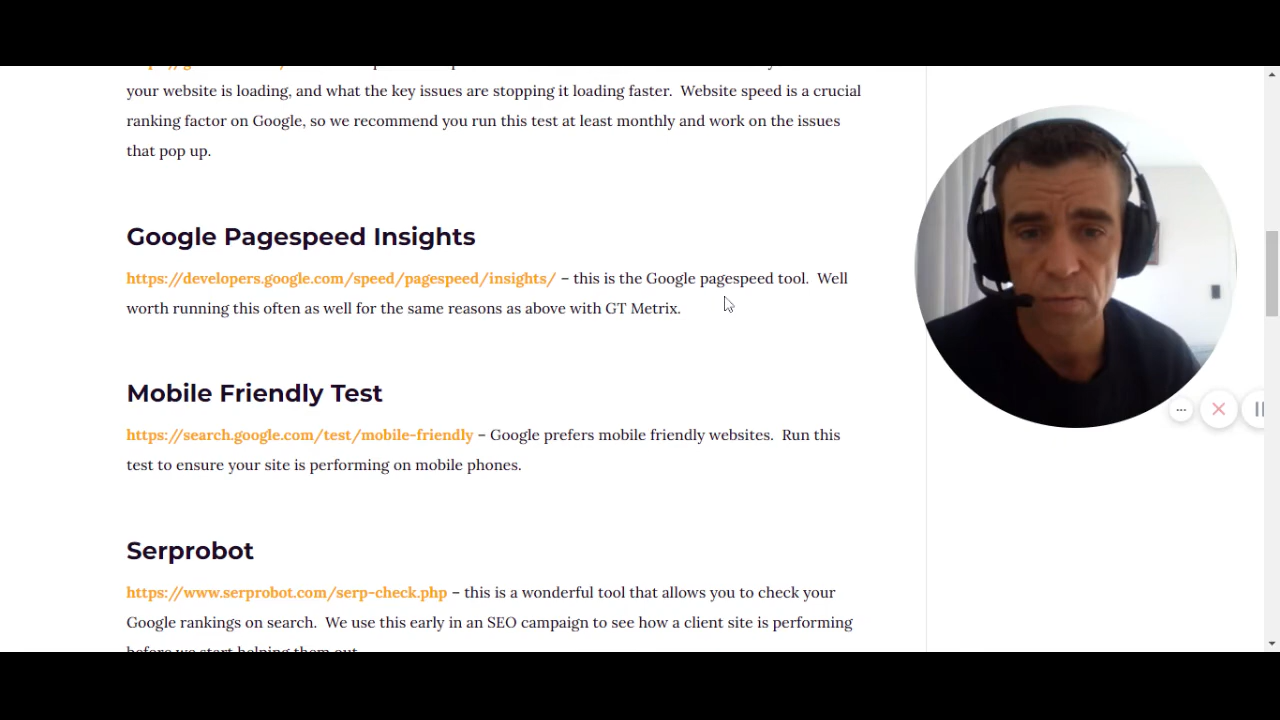 your website is loading, and what the key issues are stopping it loading faster.  Website speed is a crucial
ranking factor on Google, so we recommend you run this test at least monthly and work on the issues
that pop up.
Google Pagespeed Insights
https://developers.google.com/speed/pagespeed/insights/ – this is the Google pagespeed tool.  Well
worth running this often as well for the same reasons as above with GT Metrix.
Mobile Friendly Test
https://search.google.com/test/mobile-friendly – Google prefers mobile friendly websites.  Run this
test to ensure your site is performing on mobile phones.
Serprobot
https://www.serprobot.com/serp-check.php – this is a wonderful tool that allows you to check your
Google rankings on search.  We use this early in an SEO campaign to see how a client site is performing
before we start helping them out.